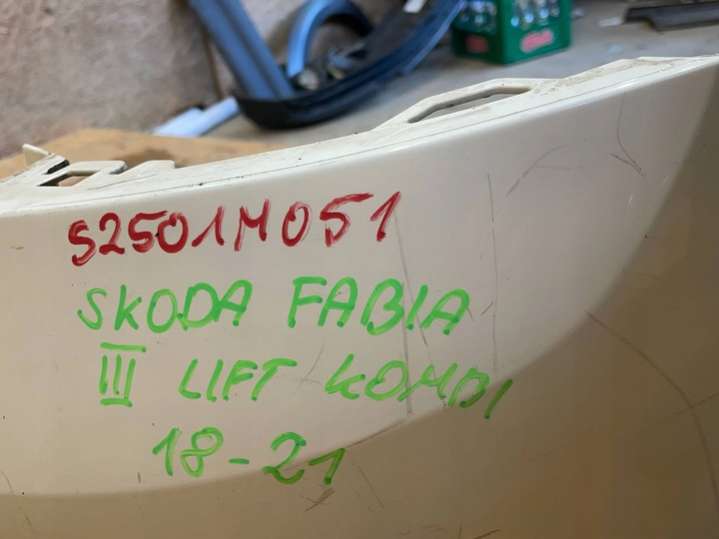 S2501M051
SKODA FABIA
III LIFT KOMBI
18-21